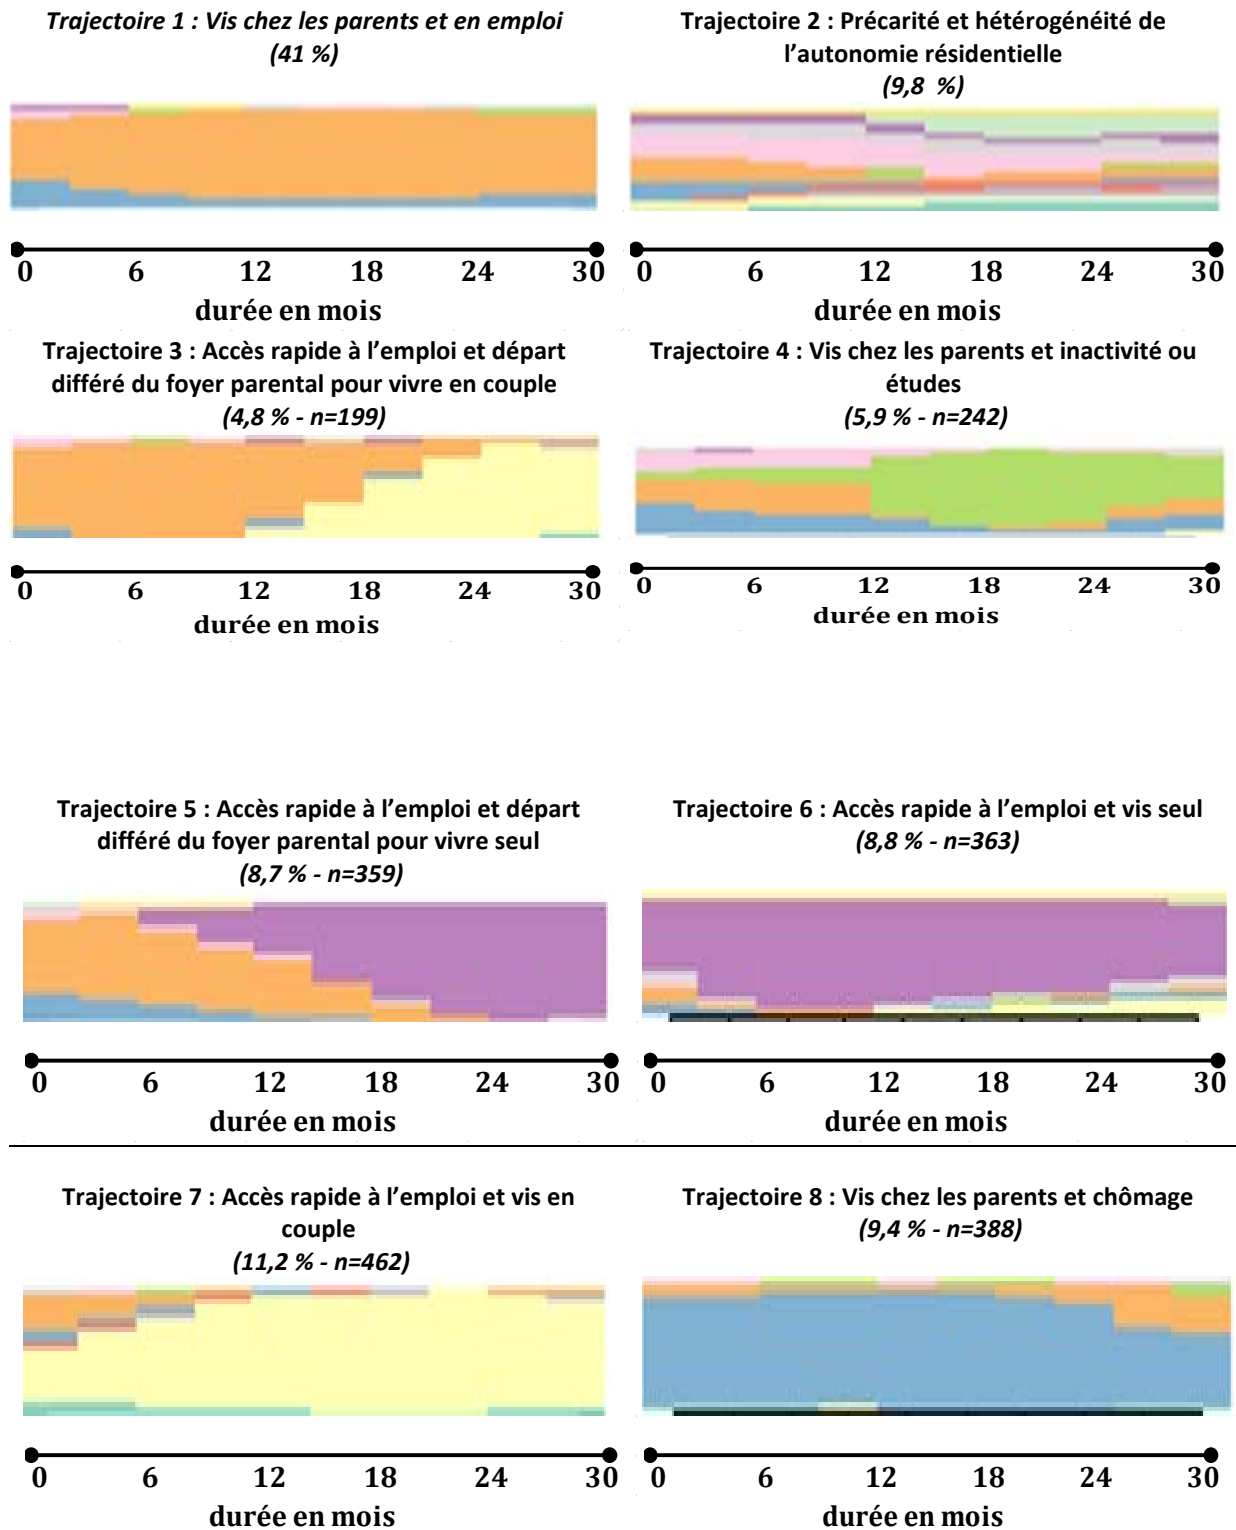 Trajectoire 1 : Vis chez les parents et en emploi
(41 %)
0 6 12 18 24 30
durée en mois
Trajectoire 2 : Précarité et hétérogénéité de
l’autonomie résidentielle
(9,8 %)
0 6 12 18 24 30
durée en mois
Trajectoire 3 : Accès rapide à l’emploi et départ
différé du foyer parental pour vivre en couple
(4,8 % - n=199)
0 6 12 18 24 30
durée en mois
Trajectoire 4 : Vis chez les parents et inactivité ou
études
(5,9 % - n=242)
0 6 12 18 24 30
durée en mois
Trajectoire 5 : Accès rapide à l’emploi et départ
différé du foyer parental pour vivre seul
(8,7 % - n=359)
0 6 12 18 24 30
durée en mois
Trajectoire 6 : Accès rapide à l’emploi et vis seul
(8,8 % - n=363)
0 6 12 18 24 30
durée en mois
Trajectoire 7 : Accès rapide à l’emploi et vis en
couple
(11,2 % - n=462)
0 6 12 18 24 30
durée en mois
Trajectoire 8 : Vis chez les parents et chômage
(9,4 % - n=388)
0 6 12 18 24 30
durée en mois